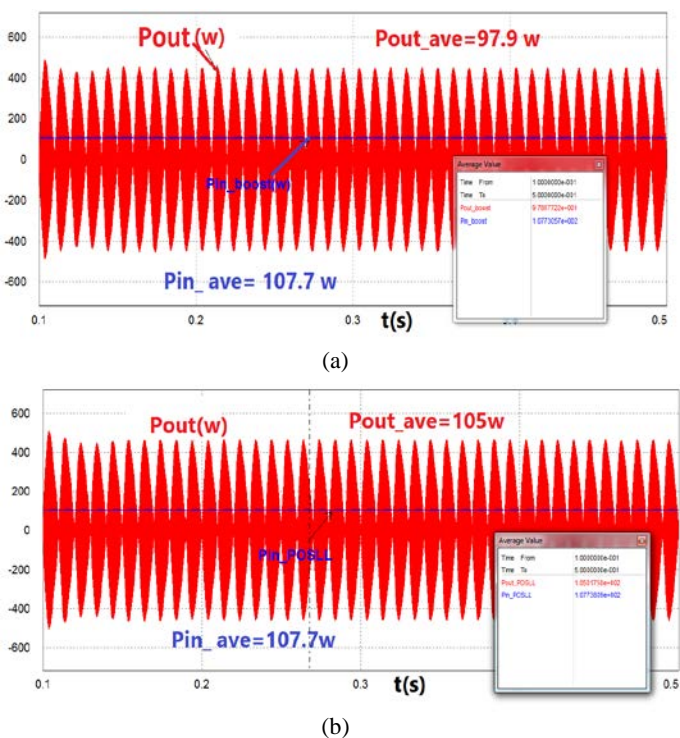 600
400
200
0
-200
-400
-600
Pout(w)
Pout_ave=97.9 w
Pin_boost(w)
Pin_ ave= 107.7 w
Average Value
Time From 1.0000000e-001
Time To 5.0000000e-001
Pout_boost
Pin_boost 1.0773057e+002
0.1 0.2 0.3 0.5
t(s)
(a)
600
400
200
0
-200
-400
-600
Pout(w)
Pout_ave=105w
Pin_POSLL
Pin_ave=107.7w
Average Value
Time From 1.0000000e-001
Time To 5.0000000e-001
Pout_POSLL
Pin_POSLL
0.1 0.2 0.3 0.5
t(s)
(b)